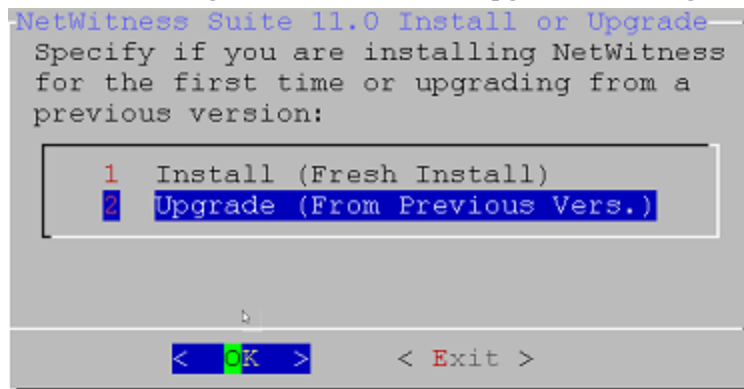 NetWitness Suite 11.0 Install or Upgrade
Specify if you are installing NetWitness
for the first time or upgrading from a
previous version:
1 Install (Fresh Install)
2 Upgrade (From Previous Vers.)
< OK > < Exit >